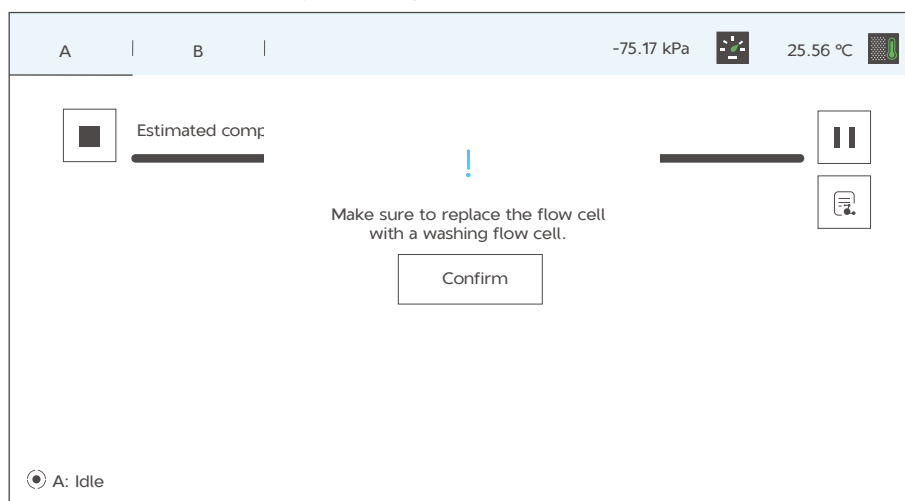 A
B
-75.17 kPa
25.56 ℃
Estimated comp
!
Make sure to replace the flow cell
with a washing flow cell.
Confirm
A: Idle